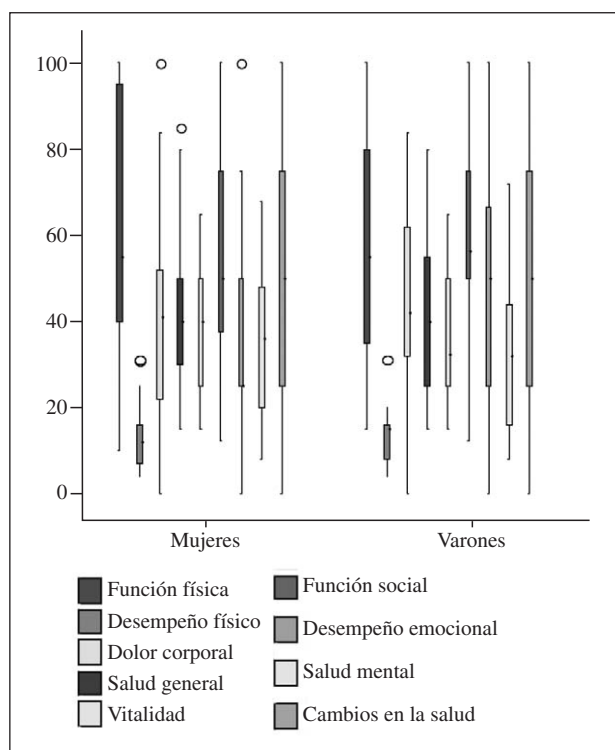 100
80
60
40
20
0
Mujeres
Varones
Función física
Desempeño físico
Dolor corporal
Salud general
Vitalidad
Función social
Desempeño emocional
Salud mental
Cambios en la salud